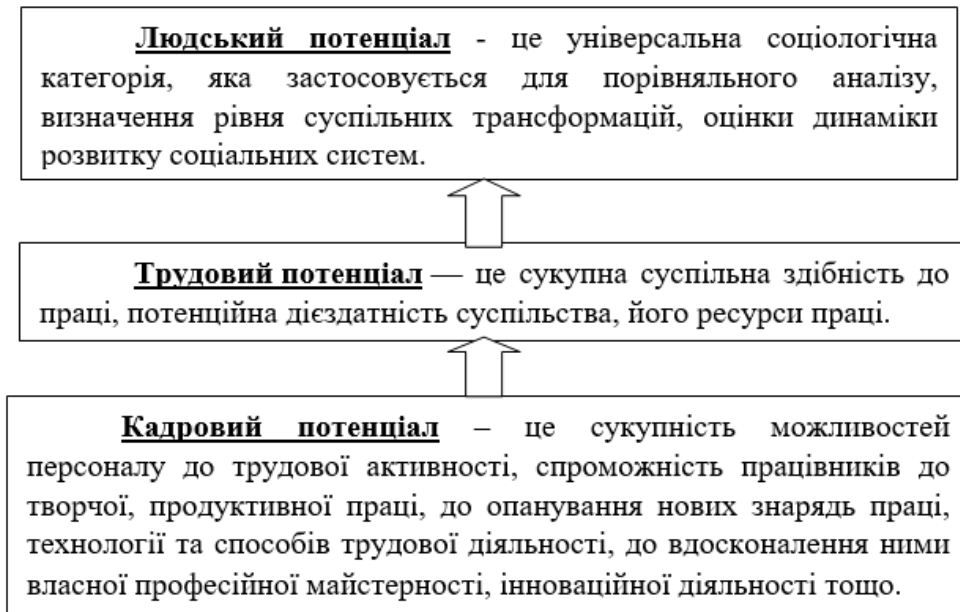 Людський потенціал - це універсальна соціологічна
категорія, яка застосовується для порівняльного аналізу,
визначення рівня суспільних трансформацій, оцінки динаміки
розвитку соціальних систем.
Трудовий потенціал — це сукупна суспільна здібність до
праці, потенційна дієздатність суспільства, його ресурси праці.
Кадровий потенціал – це сукупність можливостей
персоналу до трудової активності, спроможність працівників до
творчої, продуктивної праці, до опанування нових знарядь праці,
технології та способів трудової діяльності, до вдосконалення ними
власної професійної майстерності, інноваційної діяльності тощо.